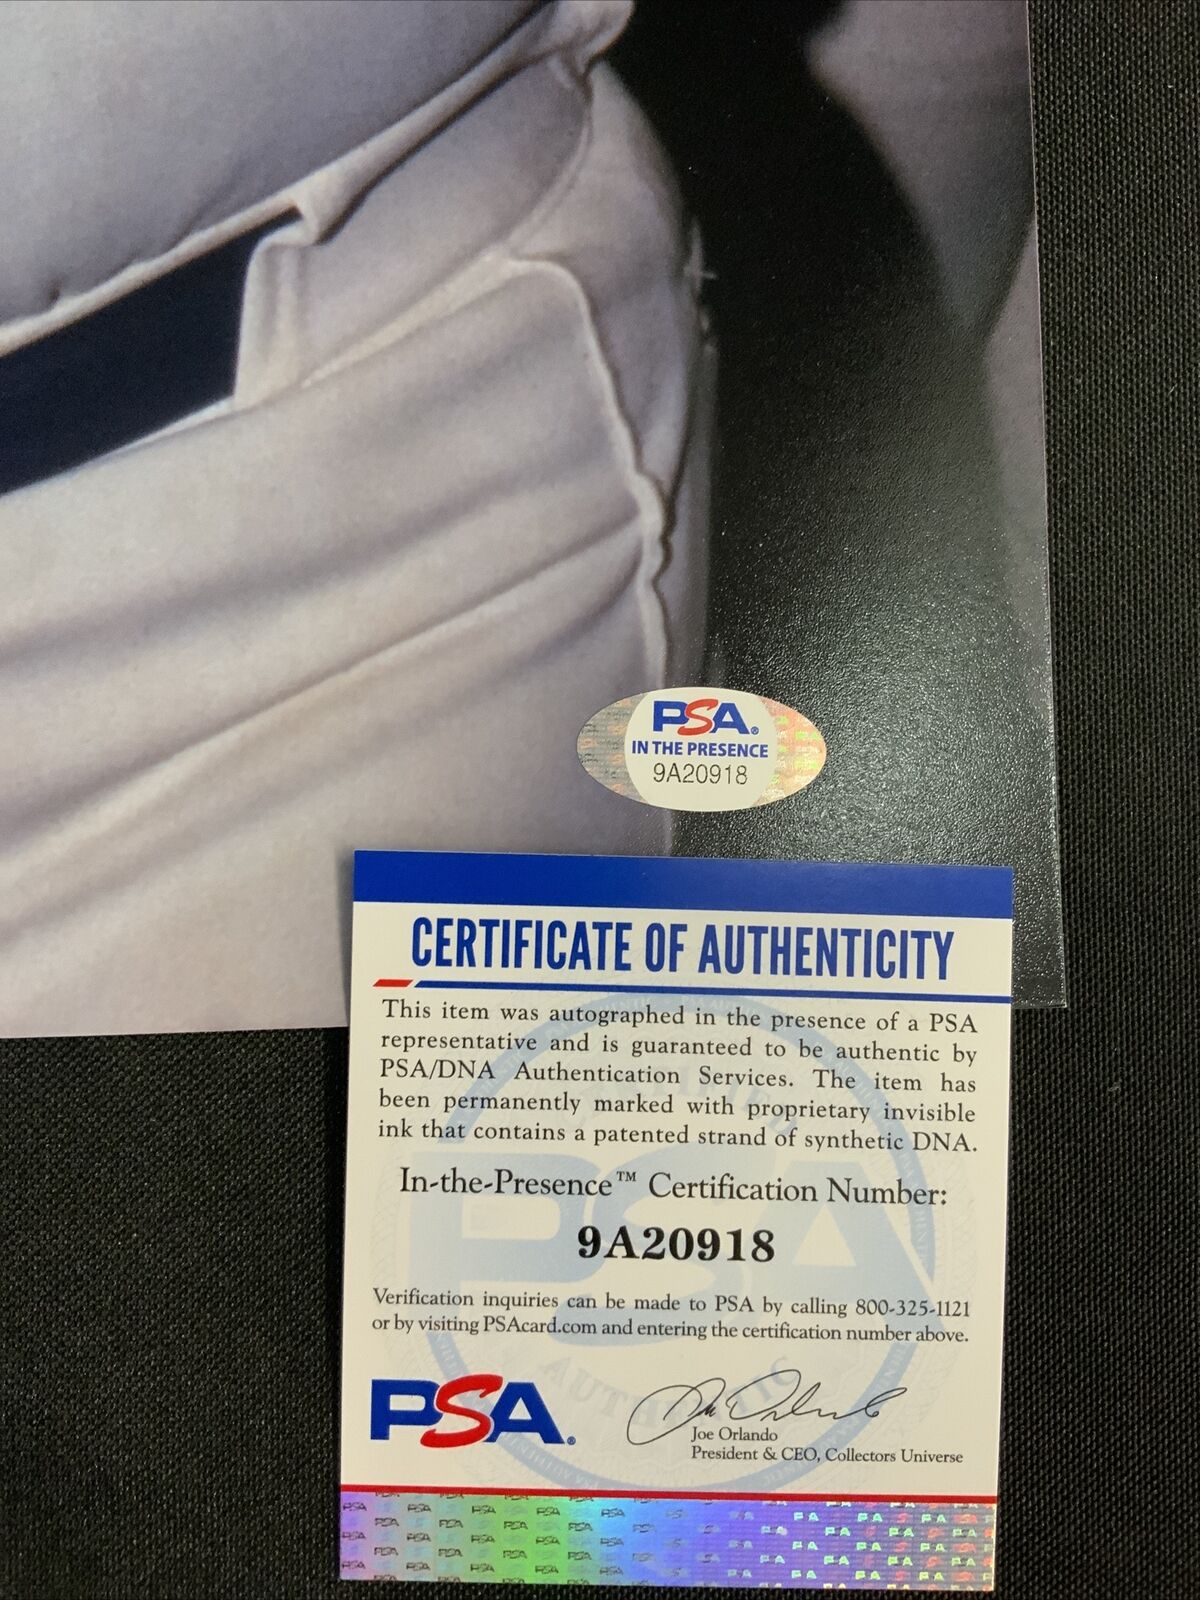 PSA®
IN THE PRESENCE
9A20918
CERTIFICATE OF AUTHENTICITY
This item was autographed in the presence of a PSA
representative and is guaranteed to be authentic by
PSA/DNA Authentication Services. The item has
been permanently marked with proprietary invisible
ink that contains a patented strand of synthetic DNA.
In-the-Presence™ Certification Number:
9A20918
Verification inquiries can be made to PSA by calling 800-325-1121
or by visiting PSAcard.com and entering the certification number above.
PSA®
Joe Orlando
President & CEO, Collectors Universe